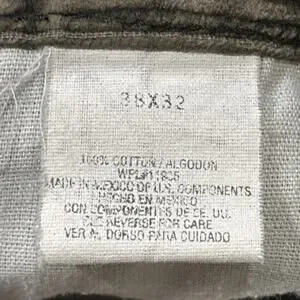 38X32
100% COTTON / ALGODON
MADE IN MEXICO OF U.S. COMPONENTS
HECHO EN MEXICO
CON COMPONENTES DE EE. UU.
SEE REVERSE FOR CARE
VER AL DORSO PARA CUIDADO